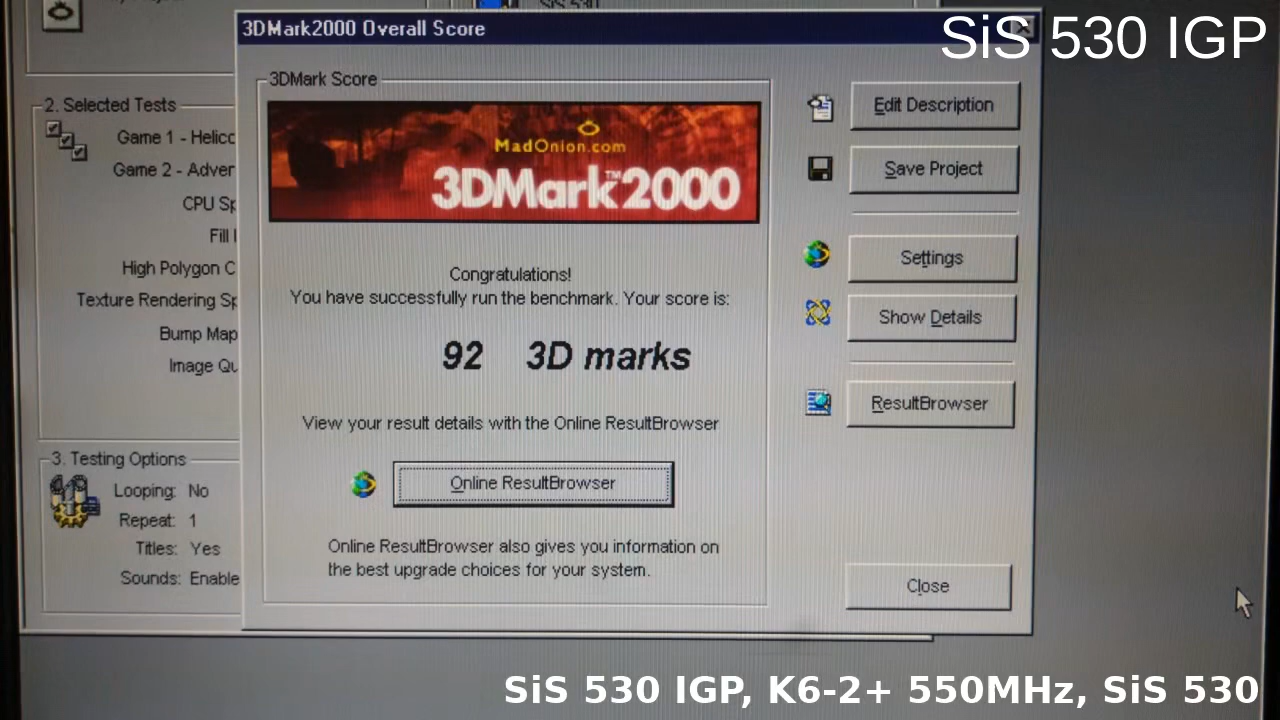 SiS 530
3DMark2000 Overall Score
SiS 530 IGP
3DMark Score
MadOnion.com
3DMark™2000
Congratulations!
You have successfully run the benchmark. Your score is:
92 3D marks
View your result details with the Online ResultBrowser
Online ResultBrowser
Online ResultBrowser also gives you information on
the best upgrade choices for your system.
Edit Description
Save Project
Settings
Show Details
ResultBrowser
Close
2. Selected Tests
Game 1 - Helico
Game 2 - Adver
CPU Sp
Fill
High Polygon C
Texture Rendering Sp
Bump Map
Image Qu
3. Testing Options
Looping: No
Repeat: 1
Titles: Yes
Sounds: Enable
SiS 530 IGP, K6-2+ 550MHz, SiS 530